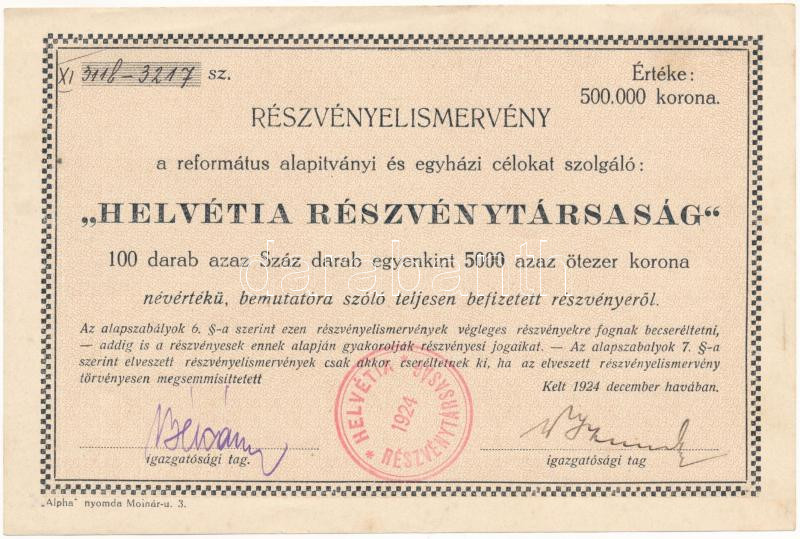 XI 3116-3217 sz.
Értéke:
500.000 korona.
RÉSZVÉNYELISMERVÉNY
a református alapitványi és egyházi célokat szolgáló:
„HELVÉTIA RÉSZVÉNYTÁRSASÁG“
100 darab azaz Száz darab egyenkint 5000 azaz ötezer korona
névértékü, bemutatóra szóló teljesen befizetett részvényéről.
Az alapszabályok 6. §-a szerint ezen részvényelismervények végleges részvényekre fognak becseréltetni,
— addig is a részvényesek ennek alapján gyakorolják részvényesi jogaikat. — Az alapszabályok 7. §-a
szerint elveszett részvényelismervények csak akkor cseréltetnek ki, ha az elveszett részvényelismervény
törvényesen megsemmisíttetett
Kelt 1924 december havában.
* HELVÉTIA * RÉSZVÉNYTÁRSASÁG
1924
igazgatósági tag.
igazgatósági tag
„Alpha“ nyomda Molnár-u. 3.
darabanth